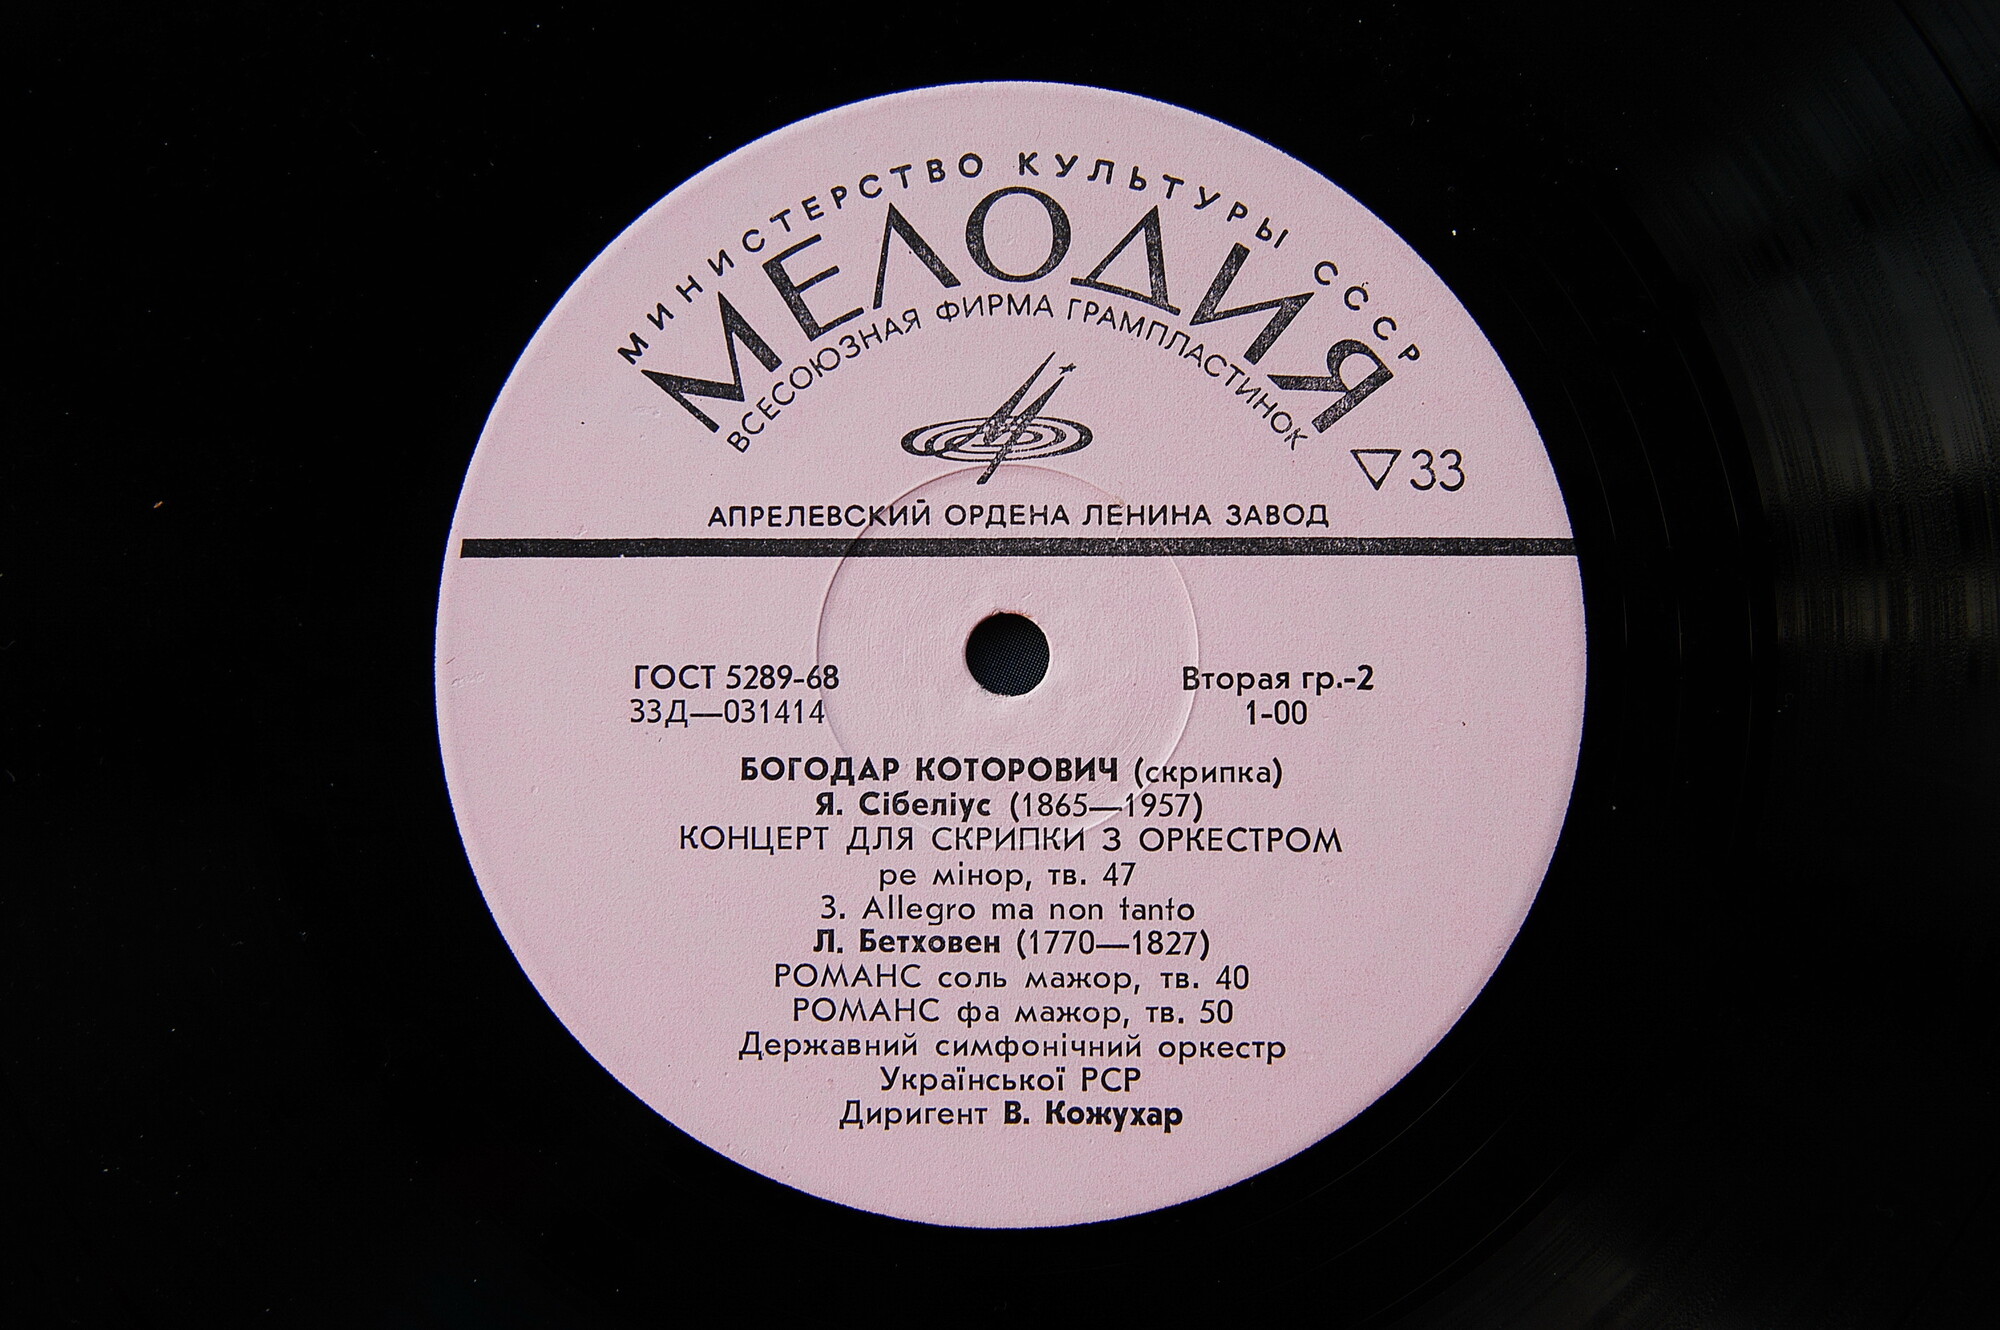 МИНИСТЕРСТВО КУЛЬТУРЫ СССР
МЕЛОДИЯ
ВСЕСОЮЗНАЯ ФИРМА ГРАМПЛАСТИНОК
33
АПРЕЛЕВСКИЙ ОРДЕНА ЛЕНИНА ЗАВОД
ГОСТ 5289-68
33Д—031414
Вторая гр.-2
1-00
БОГОДАР КОТОРОВИЧ (скрипка)
Я. Сібеліус (1865—1957)
КОНЦЕРТ ДЛЯ СКРИПКИ З ОРКЕСТРОМ
ре мінор, тв. 47
3. Allegro ma non tanto
Л. Бетховен (1770—1827)
РОМАНС соль мажор, тв. 40
РОМАНС фа мажор, тв. 50
Державний симфонічний оркестр
Української РСР
Диригент В. Кожухар